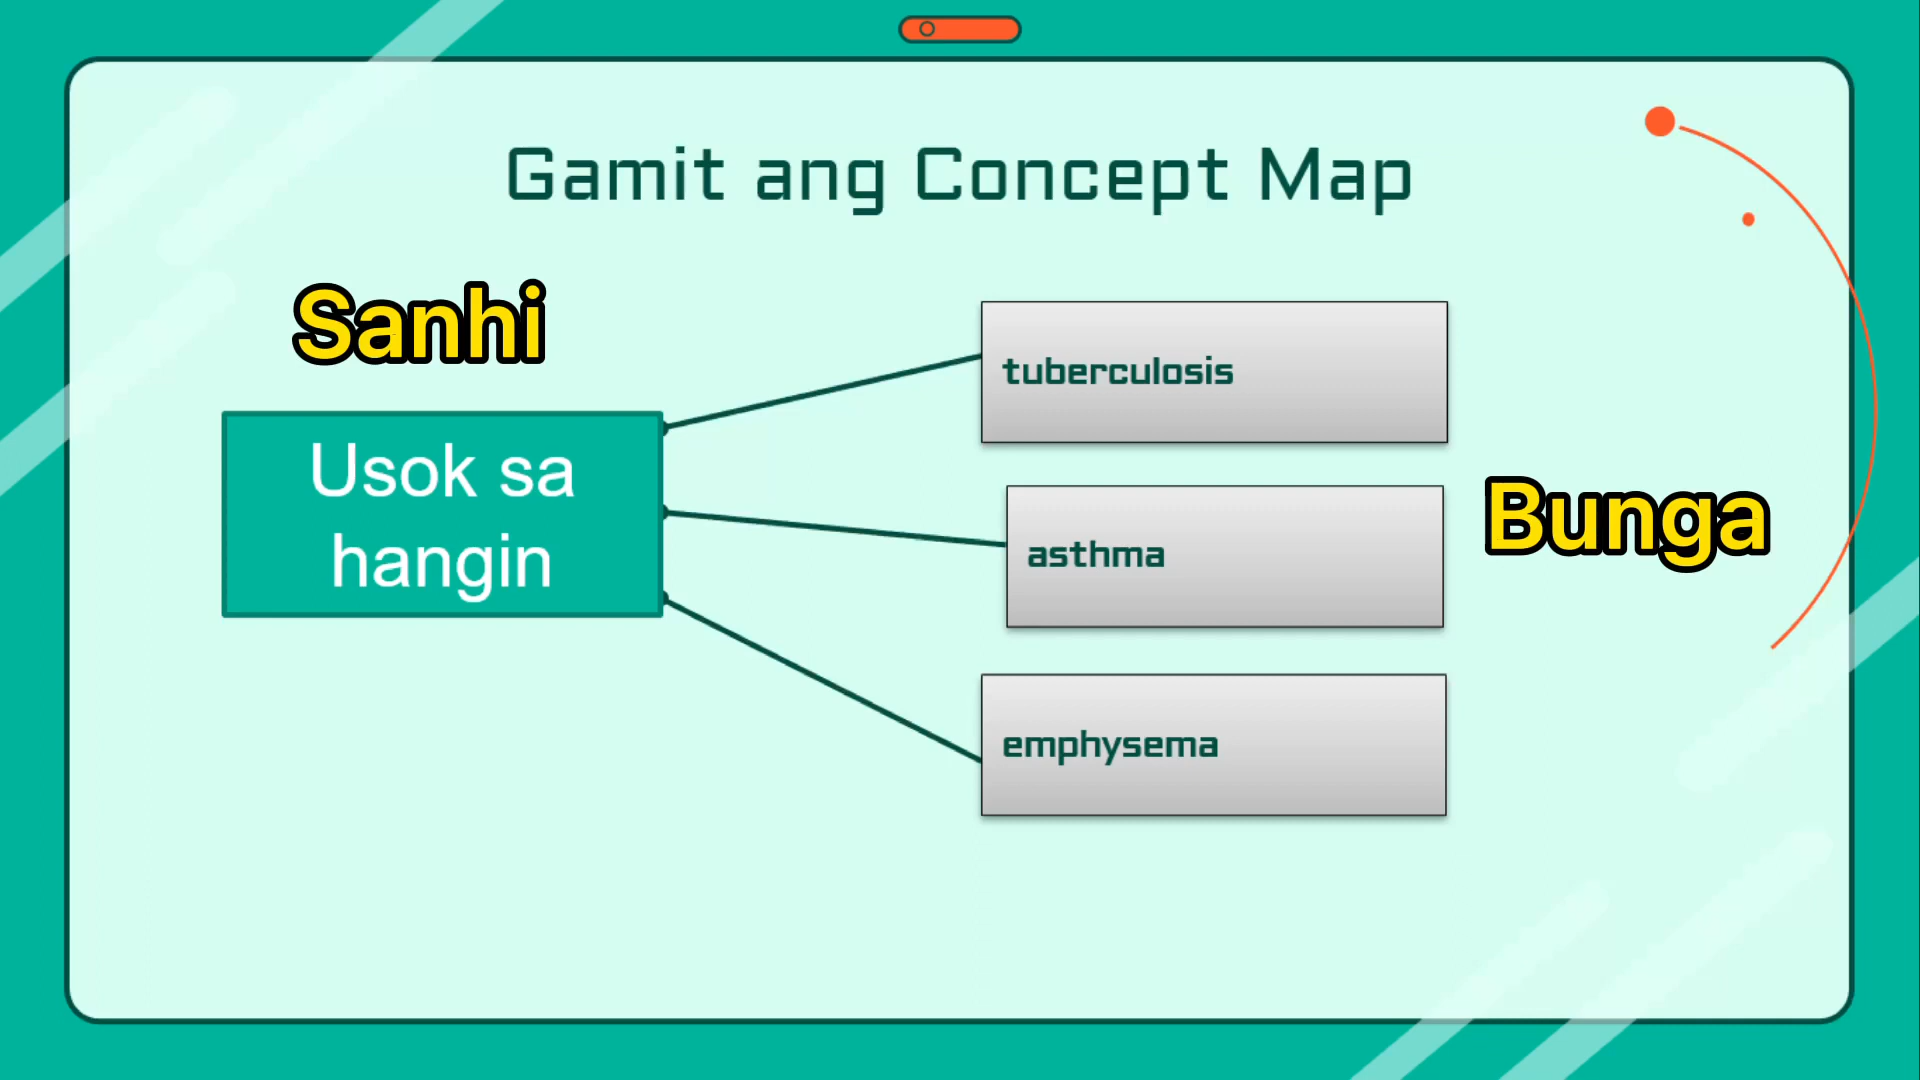 Gamit ang Concept Map
Sanhi
Usok sa
hangin
tuberculosis
asthma
emphysema
Bunga